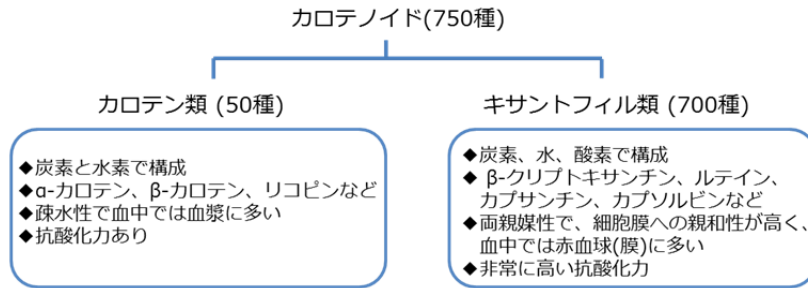 カロテノイド(750種)
カロテン類 (50種)
◆炭素と水素で構成
◆α-カロテン、β-カロテン、リコピンなど
◆疎水性で血中では血漿に多い
◆抗酸化力あり
キサントフィル類 (700種)
◆炭素、水、酸素で構成
◆ β-クリプトキサンチン、ルテイン、
カプサンチン、カプソルビンなど
◆両親媒性で、細胞膜への親和性が高く、
血中では赤血球(膜)に多い
◆非常に高い抗酸化力